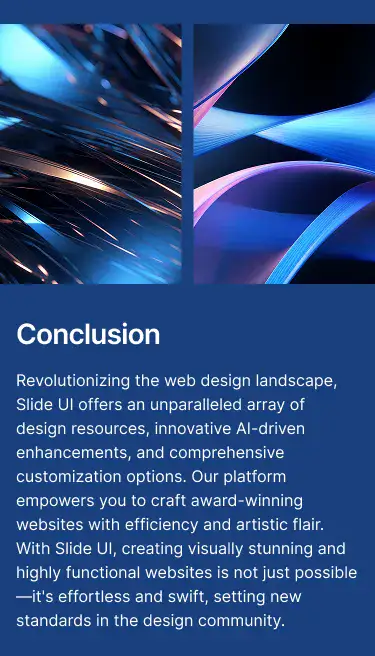 Conclusion
Revolutionizing the web design landscape,
Slide UI offers an unparalleled array of
design resources, innovative AI-driven
enhancements, and comprehensive
customization options. Our platform
empowers you to craft award-winning
websites with efficiency and artistic flair.
With Slide UI, creating visually stunning and
highly functional websites is not just possible
—it's effortless and swift, setting new
standards in the design community.